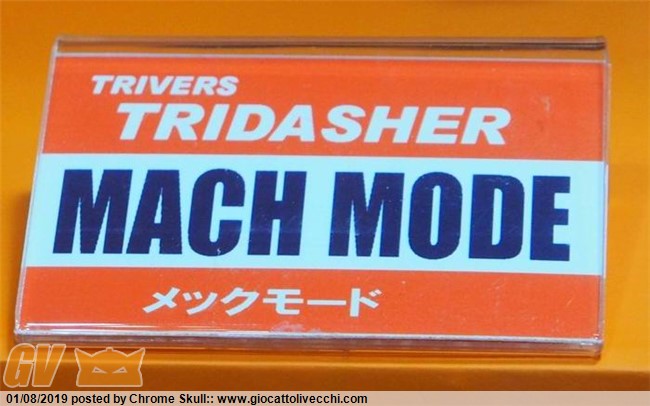 TRIVERS
TRIDASHER
MACH MODE
メックモード
GV
01/08/2019 posted by Chrome Skull:: www.giocattolivecchi.com